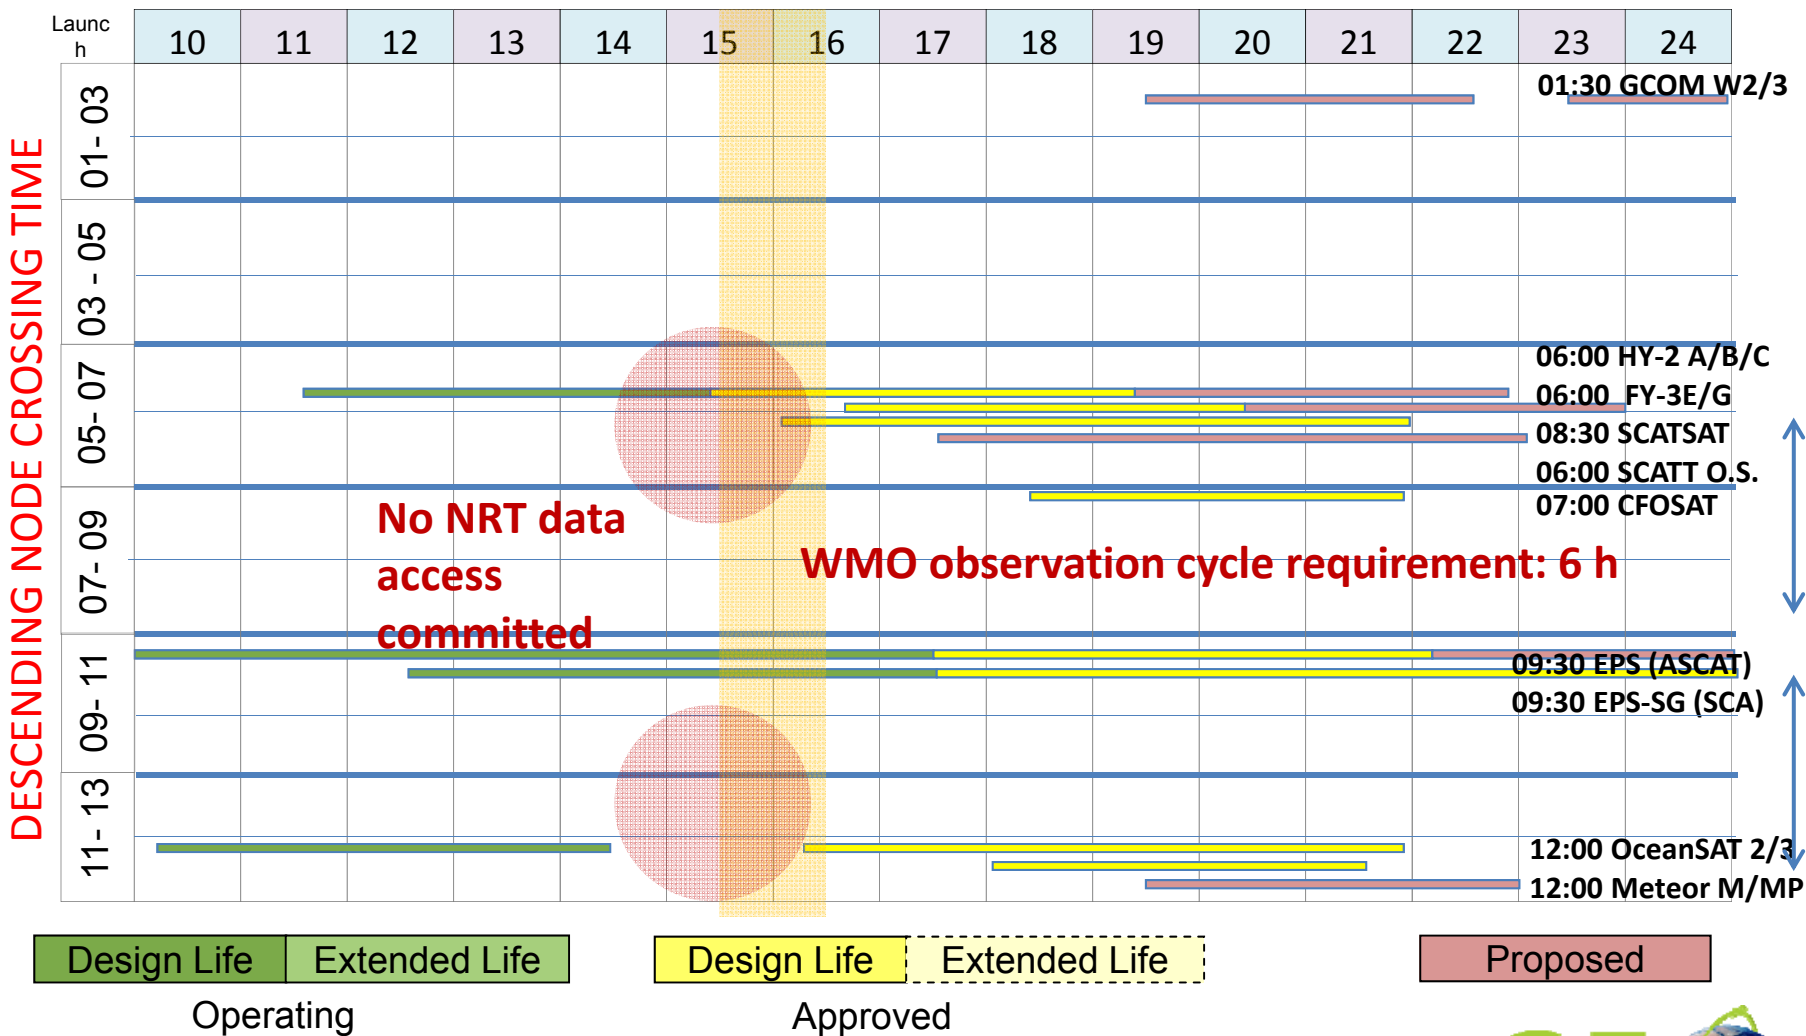 Launc
h
10 11 12 13 14 15 16 17 18 19 20 21 22 23 24
DESCENDING NODE CROSSING TIME
01- 03
03 - 05
05- 07
07- 09
09- 11
11- 13
01:30 GCOM W2/3
06:00 HY-2 A/B/C
06:00 FY-3E/G
08:30 SCATSAT
06:00 SCATT O.S.
07:00 CFOSAT
No NRT data
access
committed
WMO observation cycle requirement: 6 h
09:30 EPS (ASCAT)
09:30 EPS-SG (SCA)
12:00 OceanSAT 2/3
12:00 Meteor M/MP
Design Life Extended Life
Operating
Design Life Extended Life
Approved
Proposed